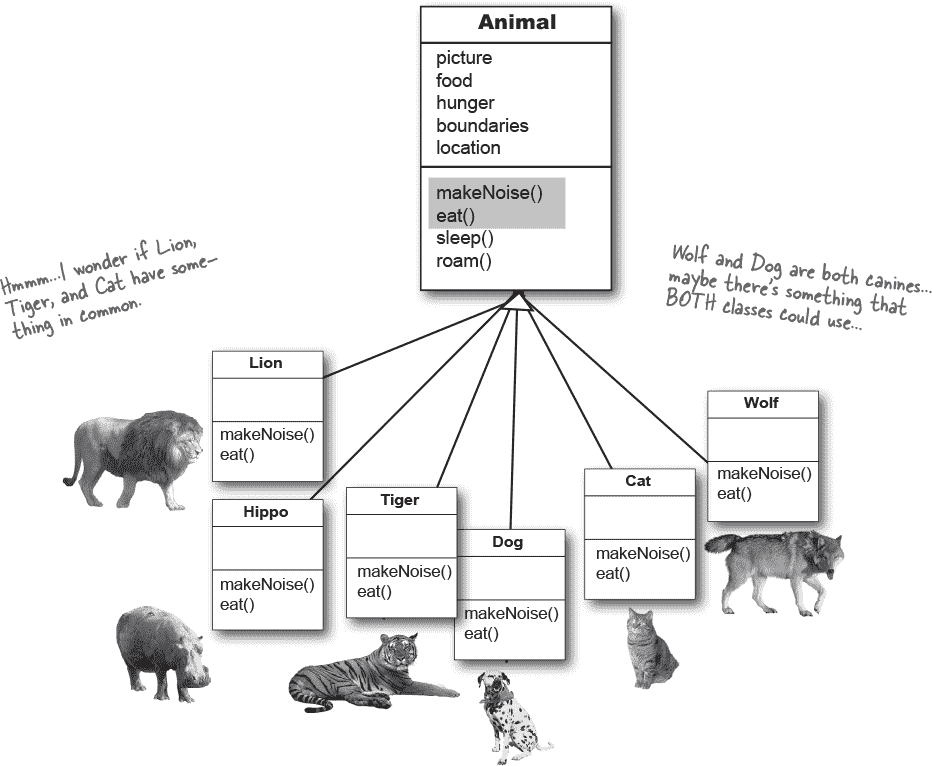 Animal
picture
food
hunger
boundaries
location
makeNoise()
eat()
sleep()
roam()
Hmmm...I wonder if Lion,
Tiger, and Cat have some–
thing in common.
Wolf and Dog are both canines...
maybe there's something that
BOTH classes could use...
Lion
makeNoise()
eat()
Wolf
makeNoise()
eat()
Hippo
makeNoise()
eat()
Tiger
makeNoise()
eat()
Dog
makeNoise()
eat()
Cat
makeNoise()
eat()